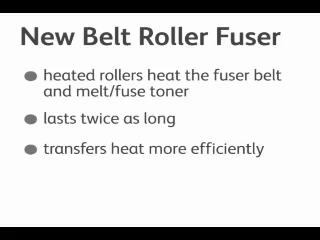 New Belt Roller Fuser
heated rollers heat the fuser belt
and melt/fuse toner
lasts twice as long
transfers heat more efficiently